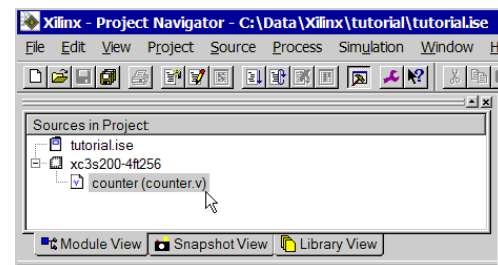 Xilinx - Project Navigator - C:\Data\Xilinx\tutorial\tutorial.ise
File Edit View Project Source Process Simulation Window H
Sources in Project:
tutorial.ise
xc3s200-4ft256
counter (counter.v)
Module View Snapshot View Library View